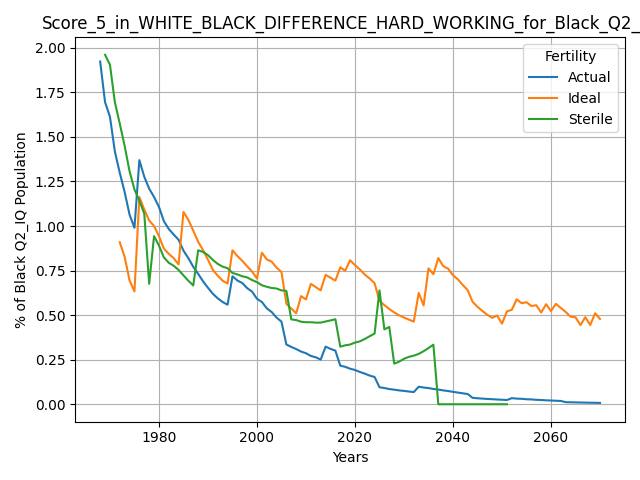 Score_5_in_WHITE_BLACK_DIFFERENCE_HARD_WORKING_for_Black_Q2_
Fertility
Actual
Ideal
Sterile
% of Black Q2_IQ Population
2.00
1.75
1.50
1.25
1.00
0.75
0.50
0.25
0.00
1980 2000 2020 2040 2060
Years